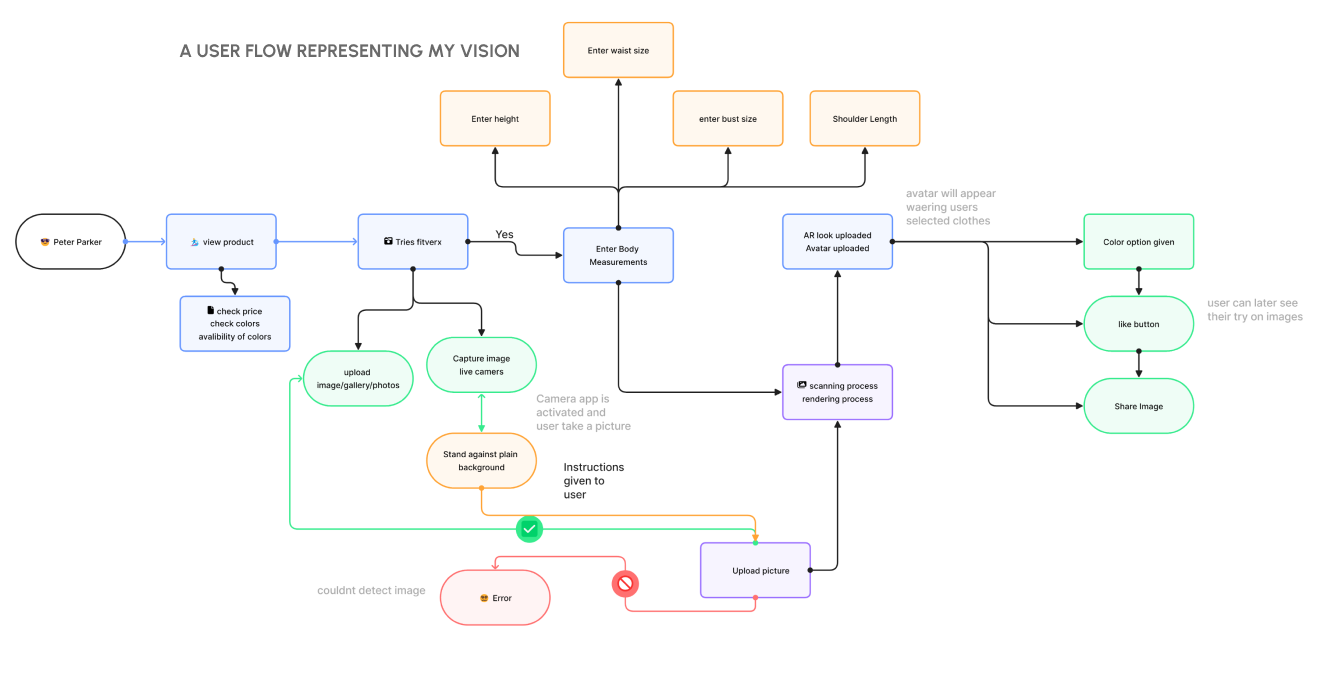 A USER FLOW REPRESENTING MY VISION
Enter waist size
Enter height
enter bust size
Shoulder Length
Peter Parker
view product
Tries fitverx
Yes
Enter Body
Measurements
check price
check colors
avalibility of colors
upload
image/gallery/photos
Capture image
live camers
Camera app is
activated and
user take a picture
Stand against plain
background
Instructions
given to
user
Upload picture
couldnt detect image
Error
scanning process
rendering process
AR look uploaded
Avatar uploaded
avatar will appear
waering users
selected clothes
Color option given
like button
user can later see
their try on images
Share Image